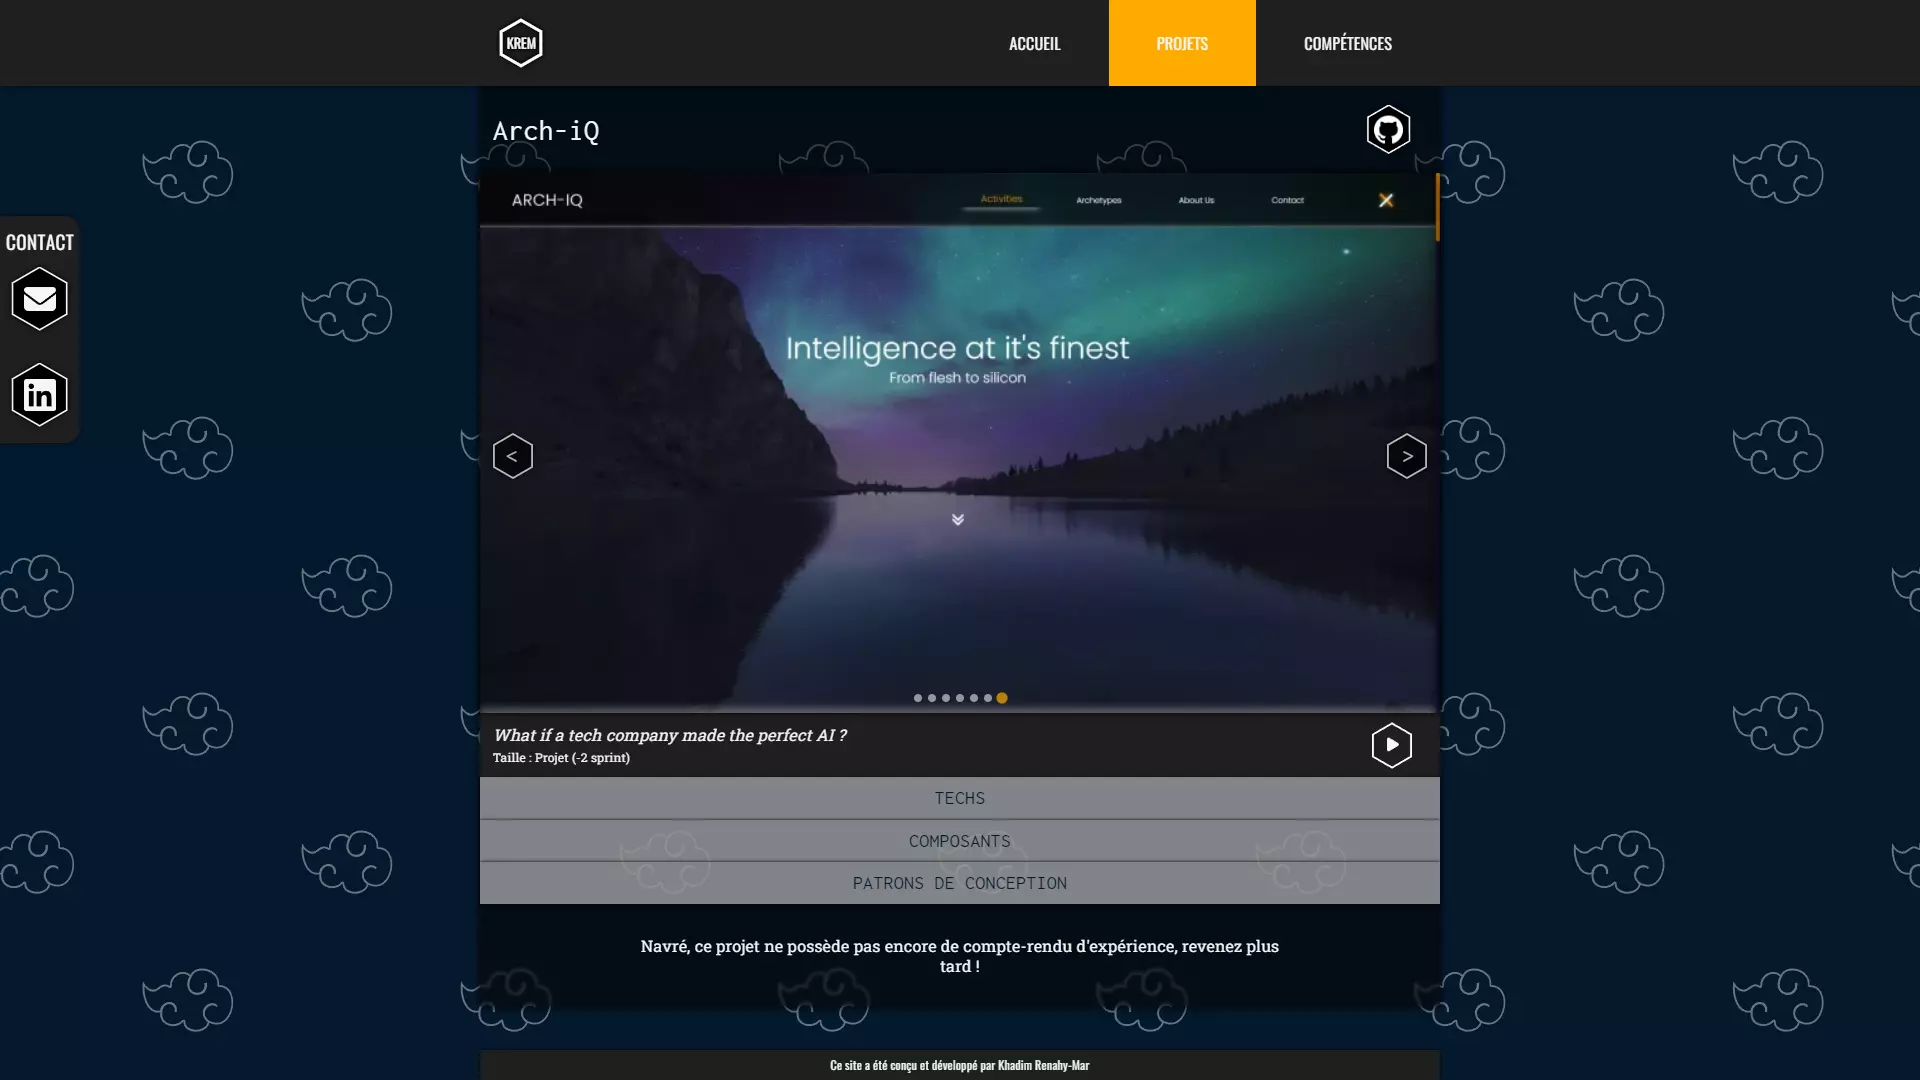 KREM
ACCUEIL
PROJETS
COMPÉTENCES
Arch-iQ
CONTACT
ARCH-IQ
Activities
Archetypes
About Us
Contact
Intelligence at it's finest
From flesh to silicon
<
>
What if a tech company made the perfect AI ?
Taille : Projet (-2 sprint)
TECHS
COMPOSANTS
PATRONS DE CONCEPTION
Navré, ce projet ne possède pas encore de compte-rendu d'expérience, revenez plus
tard !
Ce site a été conçu et développé par Khadim Renahy-Mar